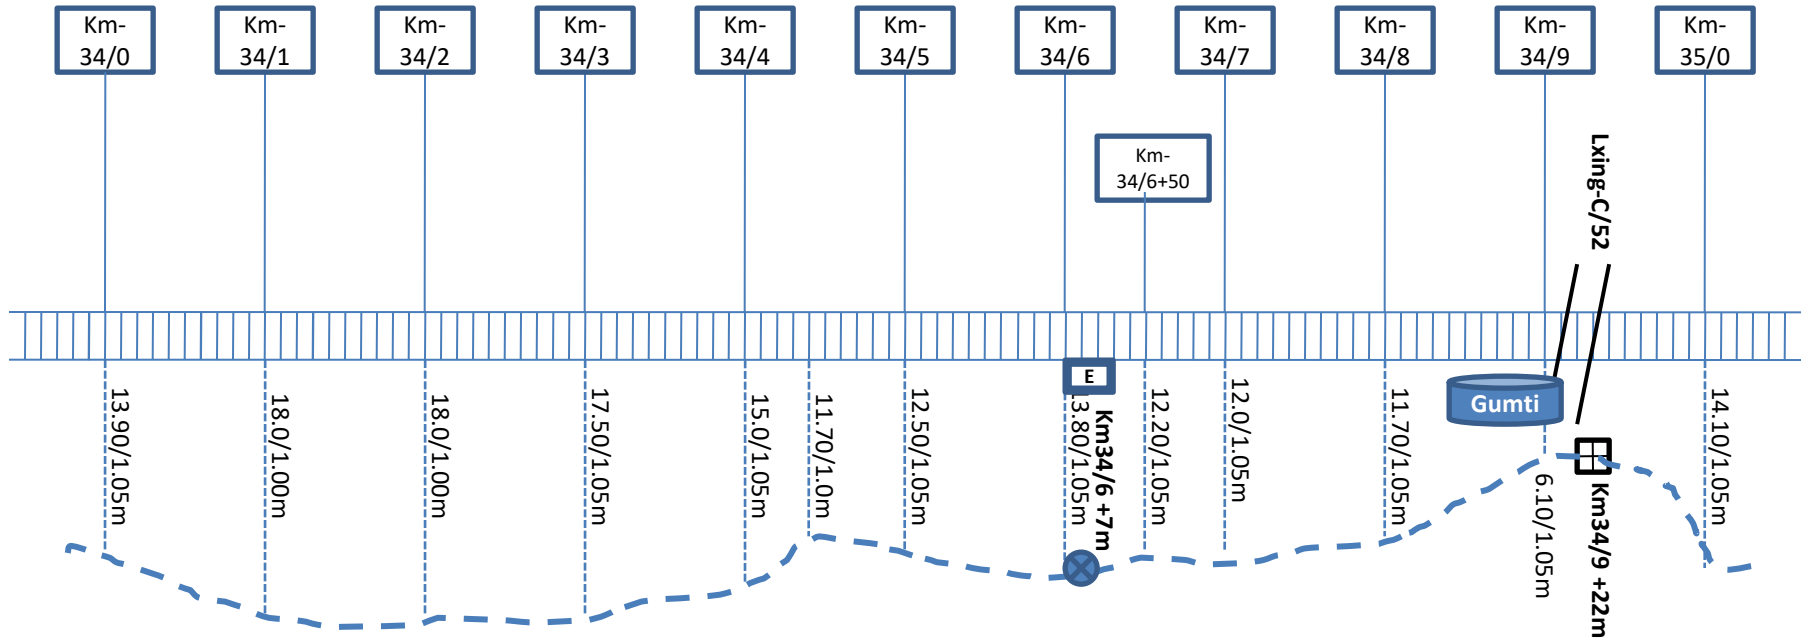 Km-
34/0
Km-
34/1
Km-
34/2
Km-
34/3
Km-
34/4
Km-
34/5
Km-
34/6
Km-
34/7
Km-
34/8
Km-
34/9
Km-
35/0
Km-
34/6+50
Lxing-C/52
E
Gumti
13.90/1.05m
18.0/1.00m
18.0/1.00m
17.50/1.05m
15.0/1.05m
11.70/1.0m
12.50/1.05m
13.80/1.05m
Km34/6 +7m
12.20/1.05m
12.0/1.05m
11.70/1.05m
6.10/1.05m
Km34/9 +22m
14.10/1.05m